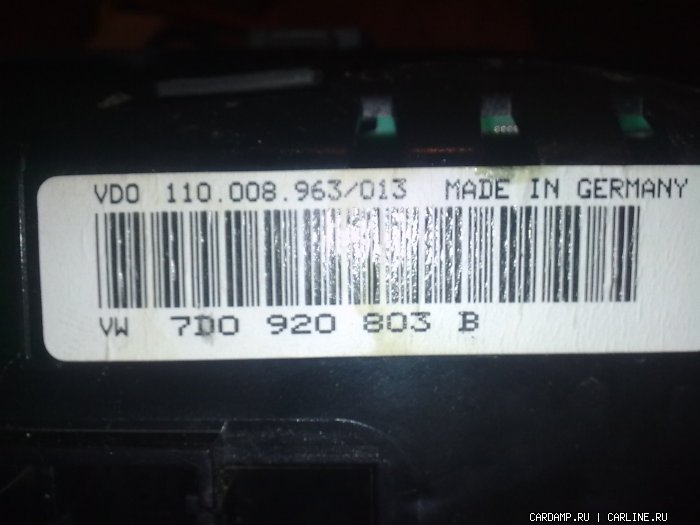 VDO 110.008.963/013 MADE IN GERMANY
VW 7D0 920 803 B
CARDAMP.RU | CARLINE.RU